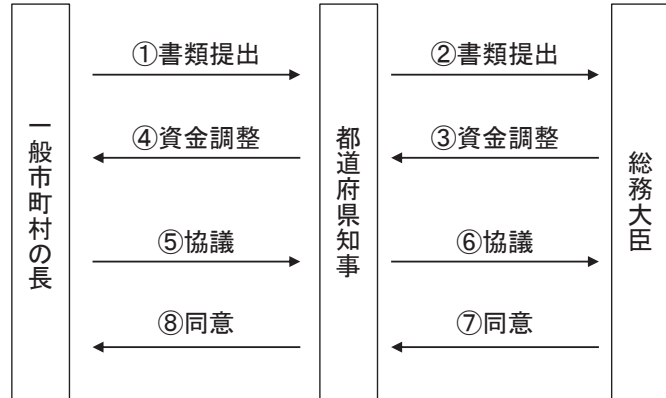 ①書類提出
②書類提出
④資金調整
③資金調整
一般市町村の長
都道府県知事
総務大臣
⑤協議
⑥協議
⑧同意
⑦同意